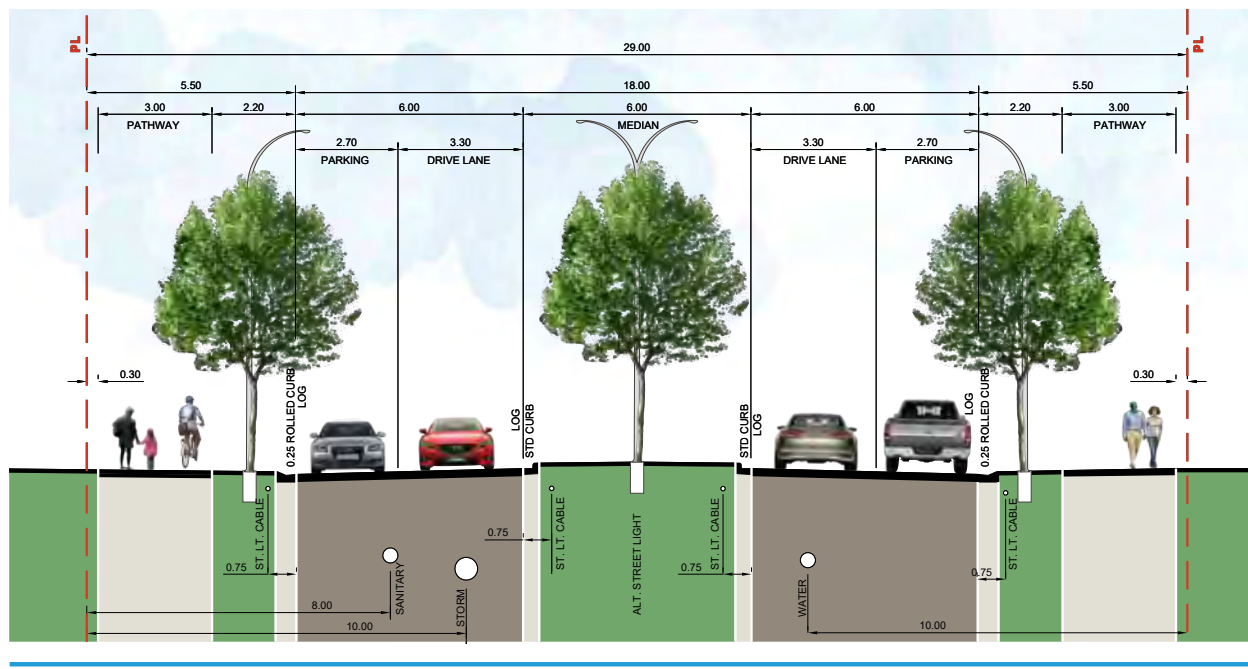 PL
PL
29.00
5.50
18.00
5.50
3.00
2.20
6.00
6.00
6.00
2.20
3.00
PATHWAY
MEDIAN
PATHWAY
2.70
3.30
3.30
2.70
PARKING
DRIVE LANE
DRIVE LANE
PARKING
0.30
0.30
0.25 ROLLED CURB
LOG
LOG
STD CURB
STD CURB
LOG
LOG
0.25 ROLLED CURB
ST. LT. CABLE
ST. LT. CABLE
ALT. STREET LIGHT
ST. LT. CABLE
ST. LT. CABLE
0.75
0.75
0.75
0.75
SANITARY
STORM
WATER
8.00
10.00
10.00